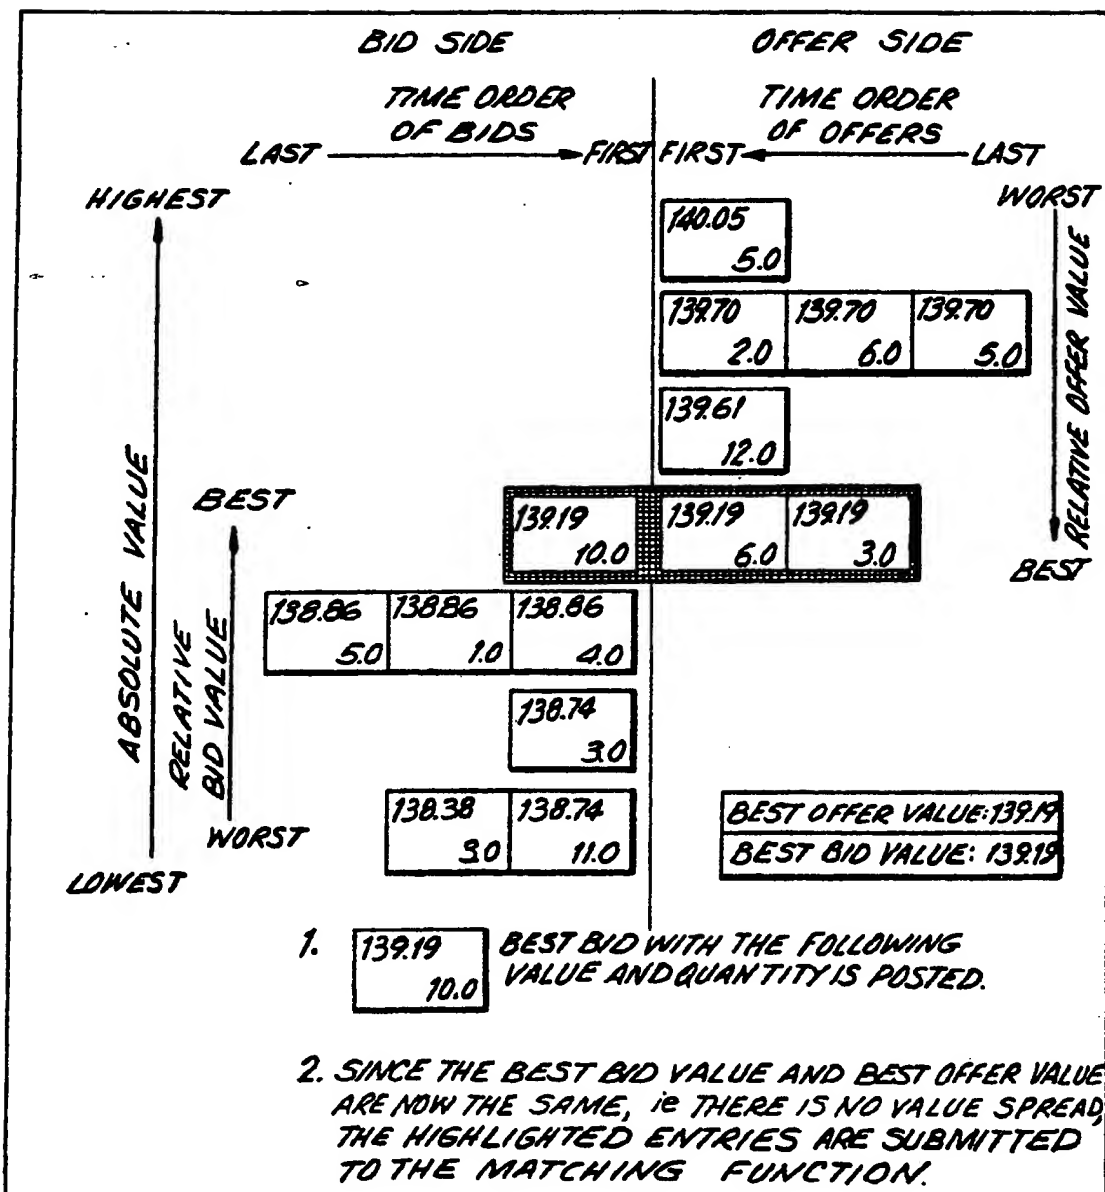 BID SIDE OFFER SIDE
TIME ORDER OF BIDS
TIME ORDER OF OFFERS
LAST FIRST FIRST LAST
HIGHEST
WORST
140.05
5.0
139.70 139.70 139.70
2.0 6.0 5.0
139.61
12.0
RELATIVE OFFER VALUE
BEST
139.19 139.19 139.19
10.0 6.0 3.0
BEST
ABSOLUTE VALUE
RELATIVE
BID VALUE
138.86 138.86 138.86
5.0 1.0 4.0
138.74
3.0
138.38 138.74
9.0 11.0
WORST
LOWEST
BEST OFFER VALUE: 139.19
BEST BID VALUE: 139.19
1. 139.19 BEST BID WITH THE FOLLOWING
10.0 VALUE AND QUANTITY IS POSTED.
2. SINCE THE BEST BID VALUE AND BEST OFFER VALUE
ARE NOW THE SAME, ie THERE IS NO VALUE SPREAD,
THE HIGHLIGHTED ENTRIES ARE SUBMITTED
TO THE MATCHING FUNCTION.